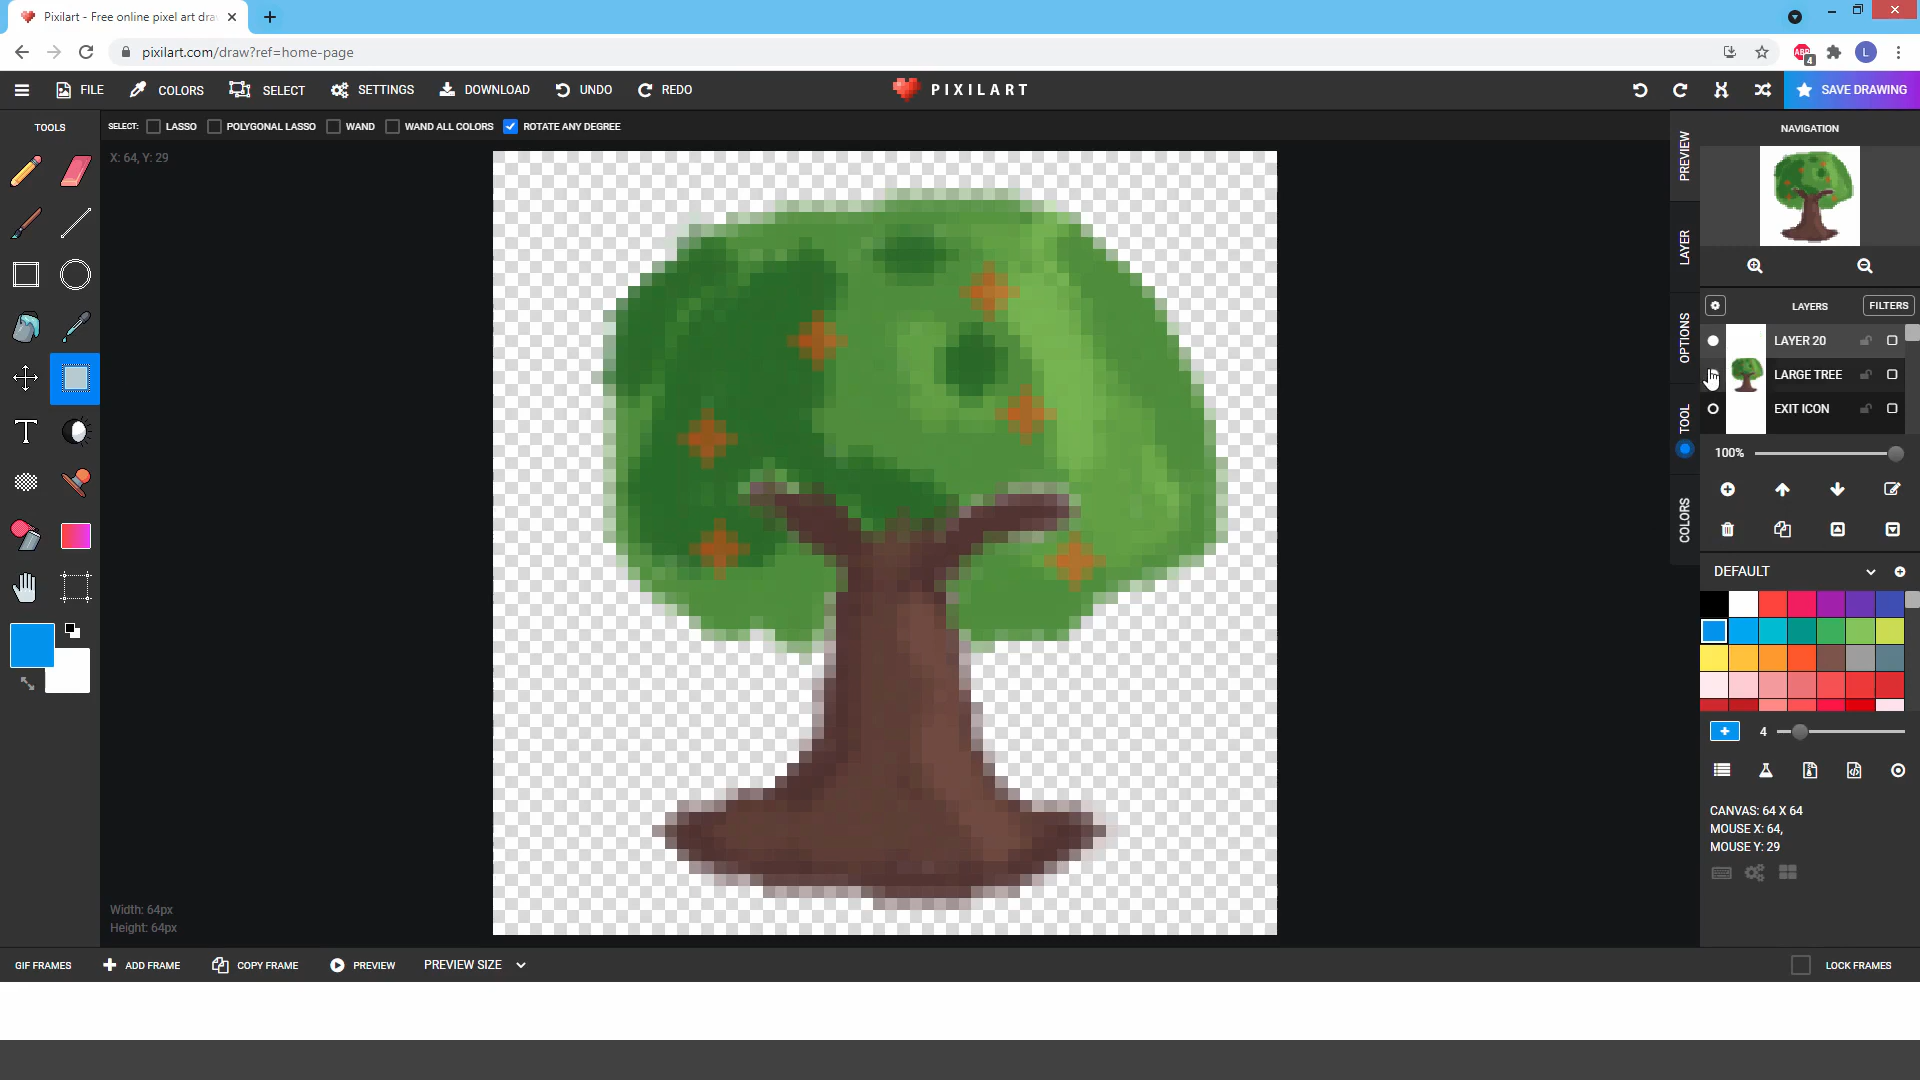 Pixilart - Free online pixel art dra
pixilart.com/draw?ref=home-page
ABP
4
L
FILE
COLORS
SELECT
SETTINGS
DOWNLOAD
UNDO
REDO
PIXILART
SAVE DRAWING
TOOLS
SELECT:
LASSO
POLYGONAL LASSO
WAND
WAND ALL COLORS
ROTATE ANY DEGREE
X: 64, Y: 29
PREVIEW
LAYER
OPTIONS
TOOL
COLORS
NAVIGATION
LAYERS
FILTERS
LAYER 20
LARGE TREE
EXIT ICON
100%
DEFAULT
4
CANVAS: 64 X 64
MOUSE X: 64,
MOUSE Y: 29
Width: 64px
Height: 64px
GIF FRAMES
ADD FRAME
COPY FRAME
PREVIEW
PREVIEW SIZE
LOCK FRAMES